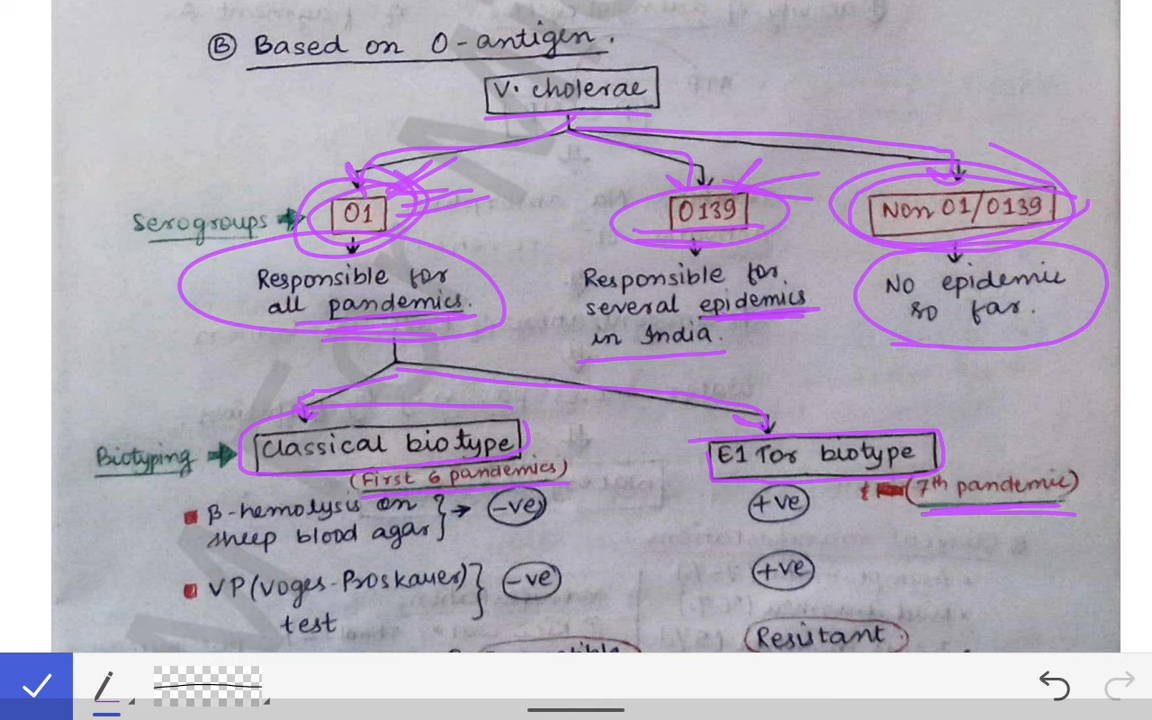 B Based on O-antigen.
V. cholerae
Serogroups
O1
O139
Non O1/O139
Responsible for
all pandemics.
Responsible for
several epidemics
in India.
No epidemic
so far.
Biotyping
Classical biotype
(First 6 pandemics)
El Tor biotype
(7th pandemic)
β-hemolysis on
sheep blood agar
-ve
+ve
VP (Voges-Proskauer)
test
-ve
+ve
Resistant